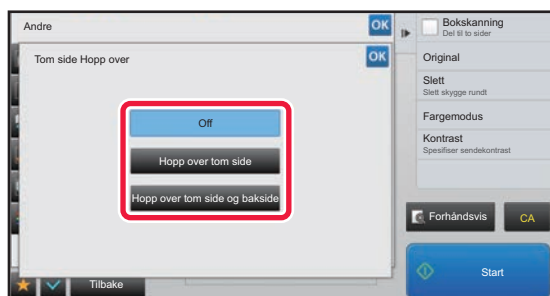 Andre
OK
Tom side Hopp over
OK
Off
Hopp over tom side
Hopp over tom side og bakside
Tilbake
Bokskanning
Del til to sider
Original
Slett
Slett skygge rundt
Fargemodus
Kontrast
Spesifiser sendekontrast
Forhåndsvis
CA
Start